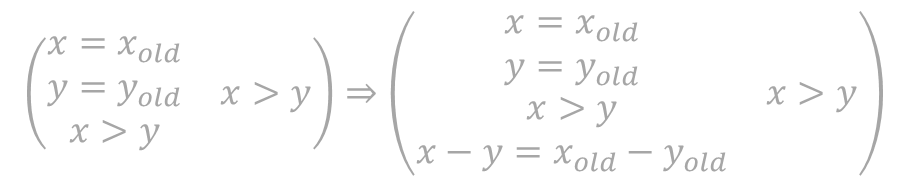 (x = x_old
y = y_old
x > y    x > y) ⇒ (x = x_old
y = y_old
x > y
x − y = x_old − y_old    x > y)